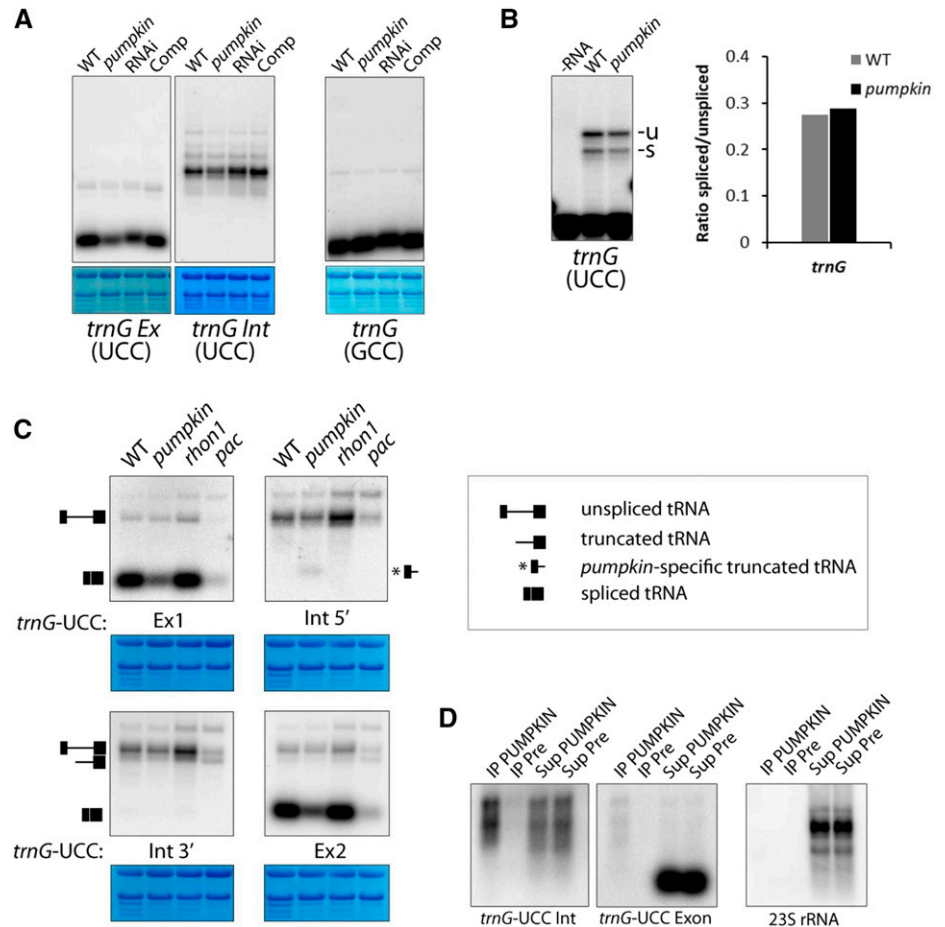 A
WT pumpkin RNAi Comp
WT pumpkin RNAi Comp
WT pumpkin RNAi Comp
trnG Ex
(UCC)
trnG Int
(UCC)
trnG
(GCC)
B
-RNA WT pumpkin
-u
-s
trnG
(UCC)
WT
pumpkin
Ratio spliced/unspliced
0.4
0.3
0.2
0.1
0
trnG
C
WT pumpkin rhon1 pac
WT pumpkin rhon1 pac
*
trnG-UCC: Ex1 Int 5′
trnG-UCC: Int 3′ Ex2
unspliced tRNA
truncated tRNA
* pumpkin-specific truncated tRNA
spliced tRNA
D
IP PUMPKIN IP Pre Sup PUMPKIN Sup Pre
IP PUMPKIN IP Pre Sup PUMPKIN Sup Pre
IP PUMPKIN IP Pre Sup PUMPKIN Sup Pre
trnG-UCC Int
trnG-UCC Exon
23S rRNA